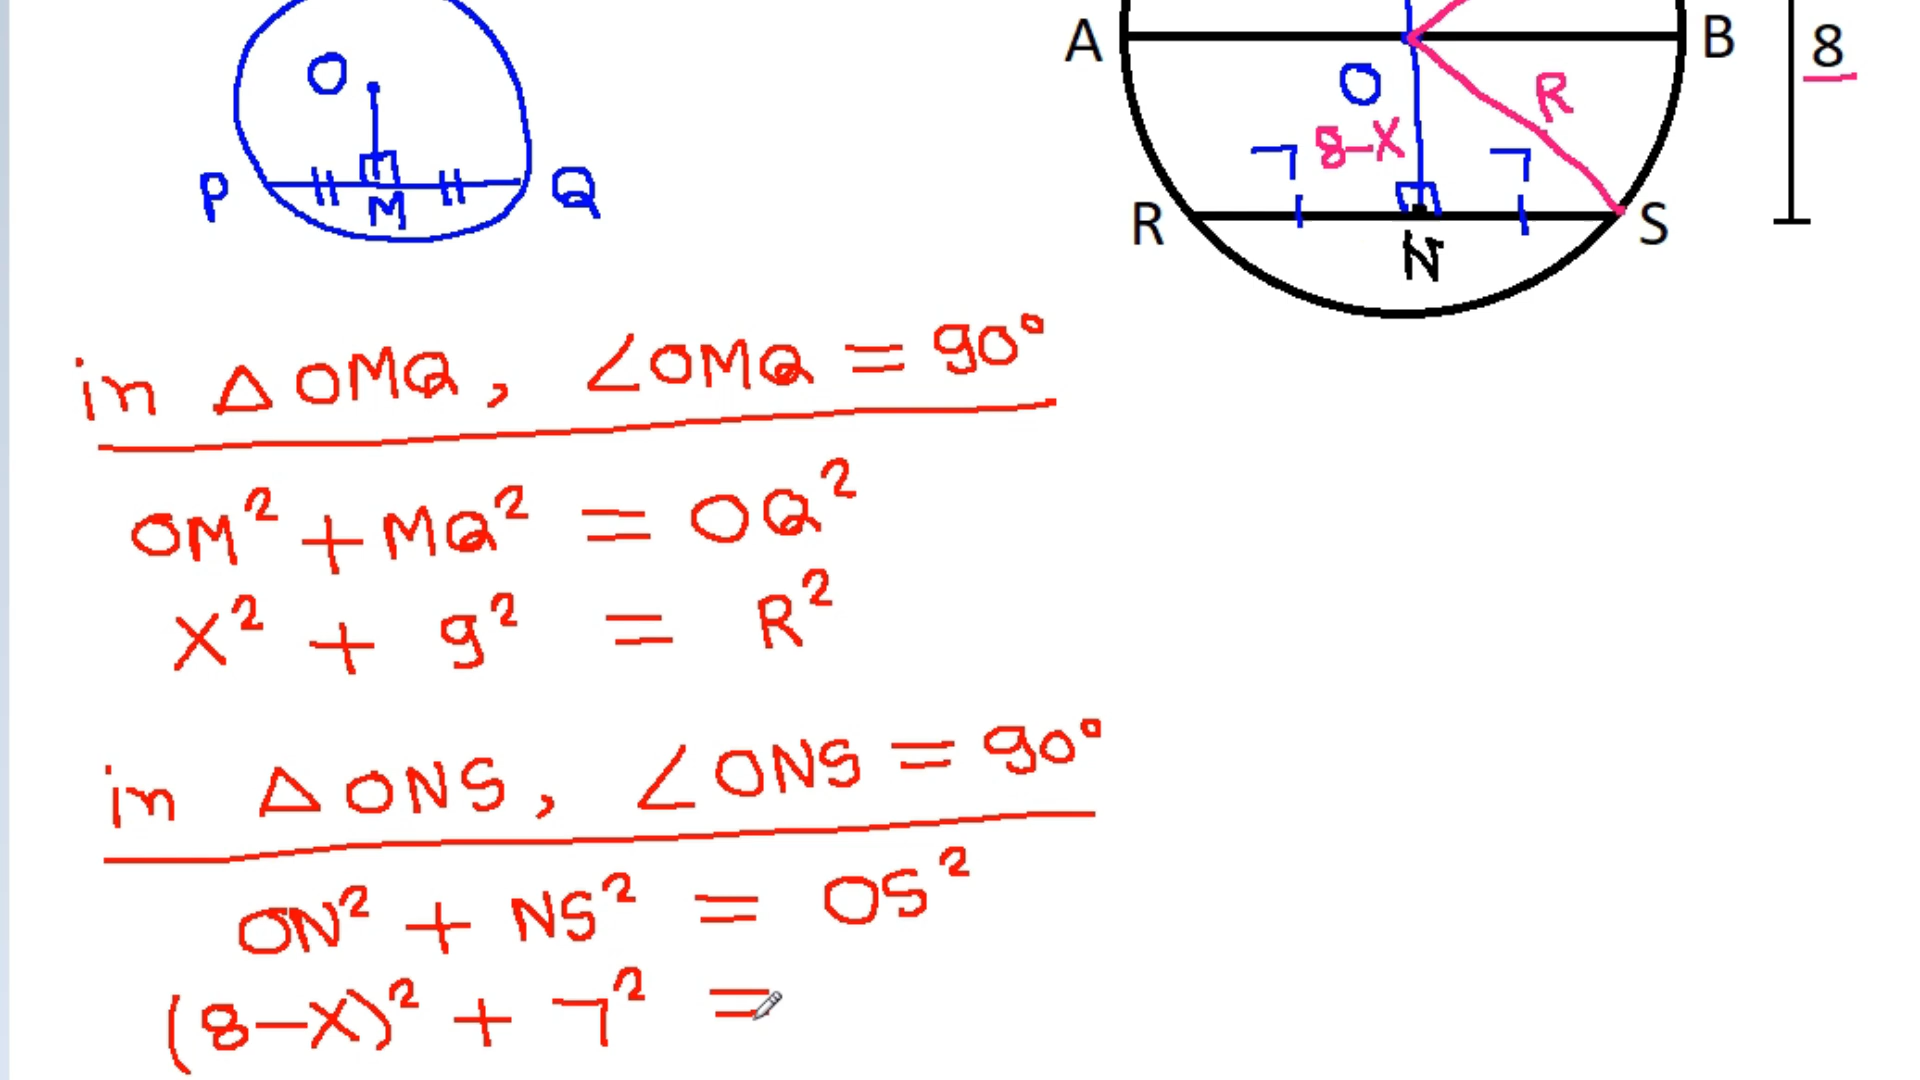 O
P M Q
A B
O R
8
8-X
7 7
R N S
in △OMQ, ∠OMQ = 90°
OM² + MQ² = OQ²
X² + 9² = R²
in △ONS, ∠ONS = 90°
ON² + NS² = OS²
(8-X)² + 7² =